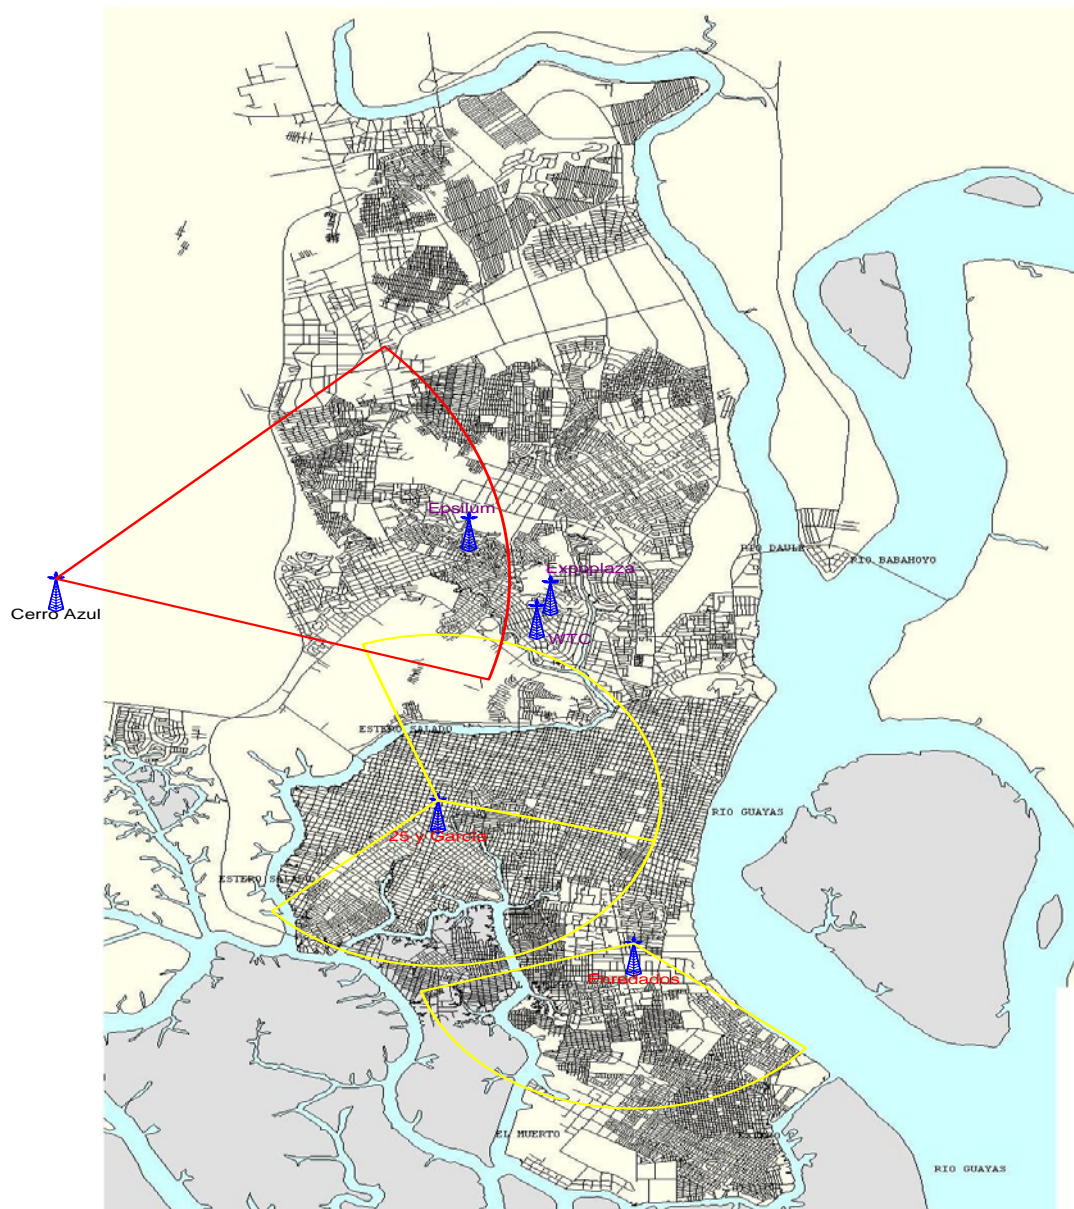 Epsilum
RIO DAULE
RIO BABAHOYO
Expoplaza
Cerro Azul
WTC
ESTERO SALADO
RIO GUAYAS
25 y García
ESTERO SALADO
Enredados
EL MUERTO
RIO GUAYAS